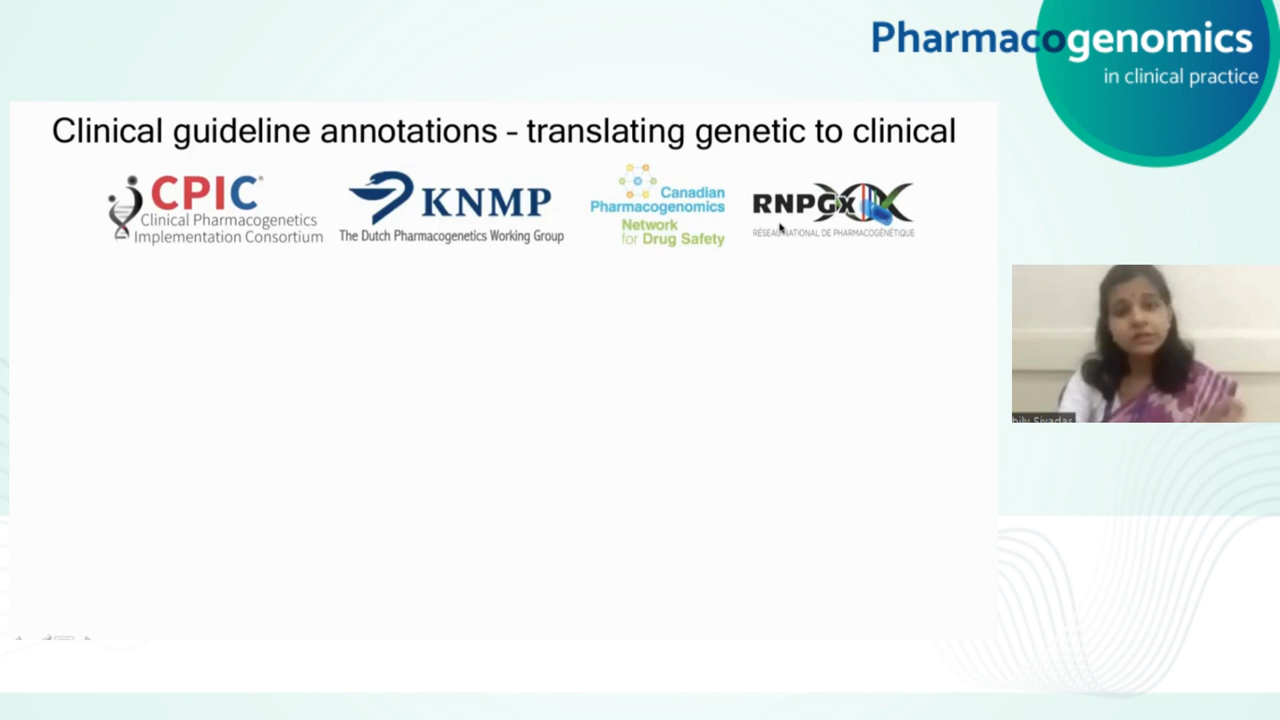 Pharmacogenomics
in clinical practice
Clinical guideline annotations - translating genetic to clinical
CPIC®
Clinical Pharmacogenetics
Implementation Consortium
KNMP
The Dutch Pharmacogenetics Working Group
Canadian
Pharmacogenomics
Network
for Drug Safety
RNPGx
RÉSEAU NATIONAL DE PHARMACOGÉNÉTIQUE